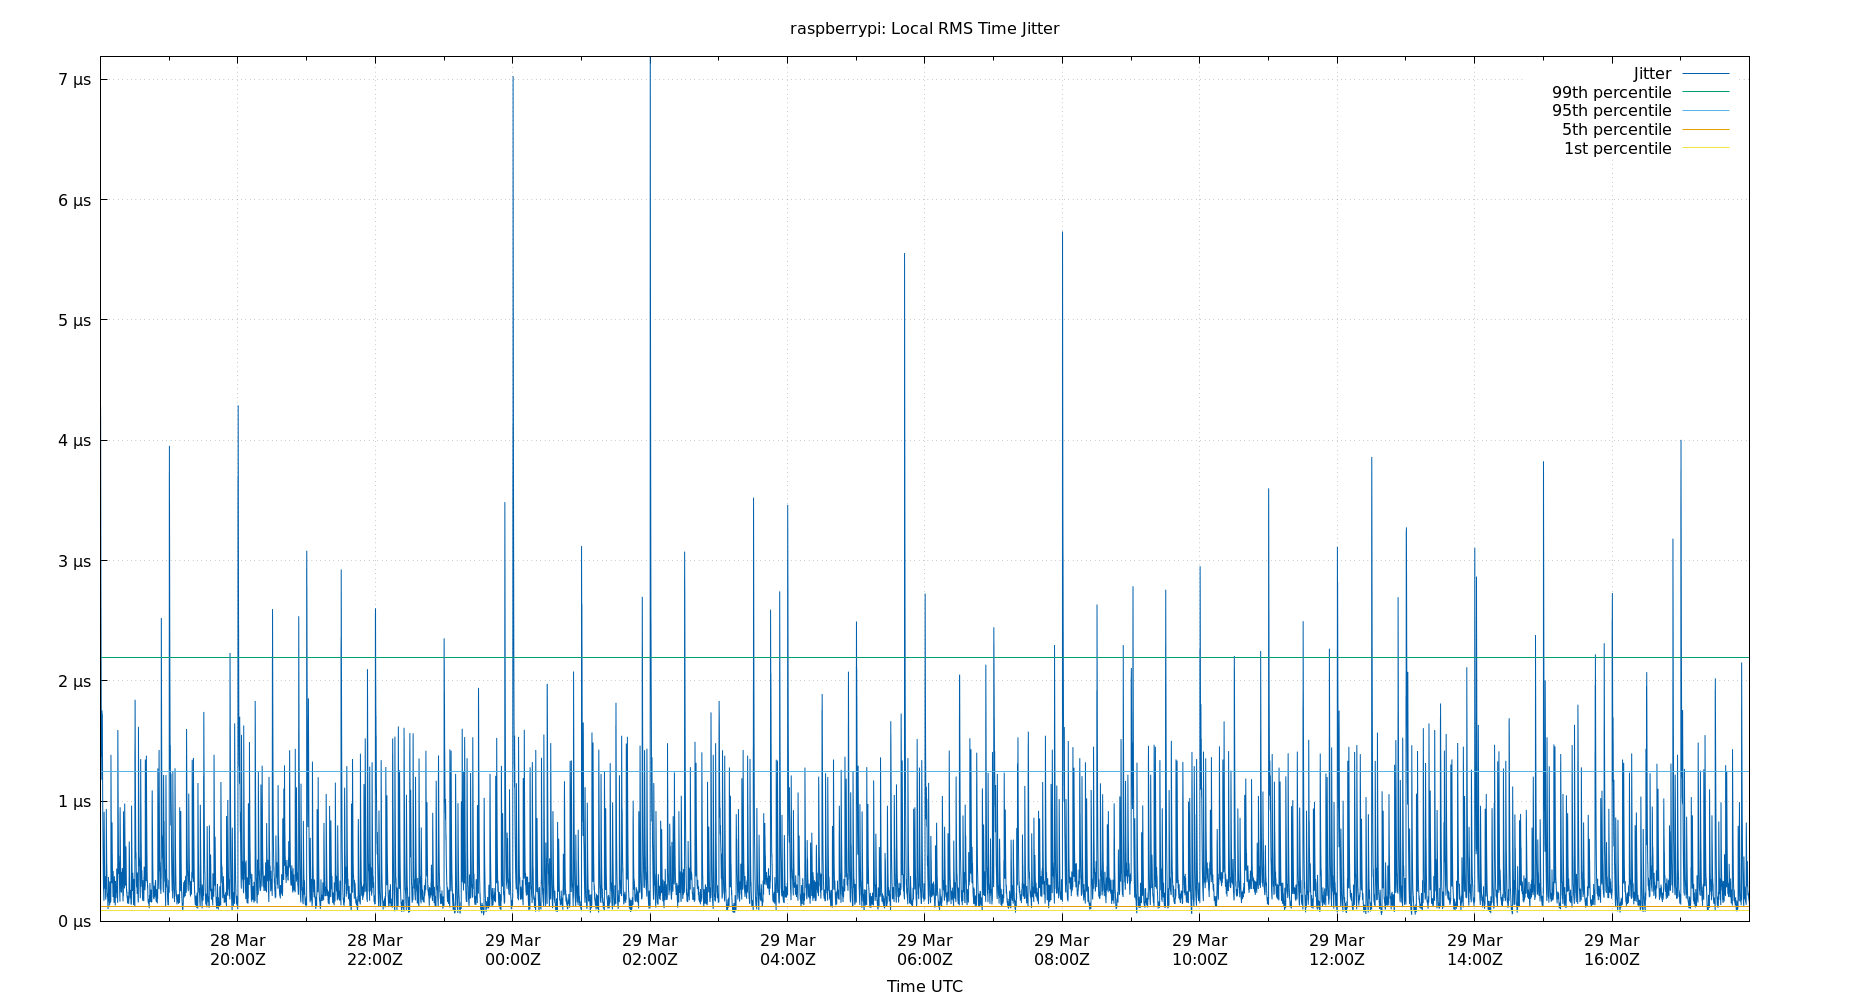 raspberrypi: Local RMS Time Jitter
7 µs
6 µs
5 µs
4 µs
3 µs
2 µs
1 µs
0 µs
Jitter
99th percentile
95th percentile
5th percentile
1st percentile
28 Mar
20:00Z
28 Mar
22:00Z
29 Mar
00:00Z
29 Mar
02:00Z
29 Mar
04:00Z
29 Mar
06:00Z
29 Mar
08:00Z
29 Mar
10:00Z
29 Mar
12:00Z
29 Mar
14:00Z
29 Mar
16:00Z
Time UTC